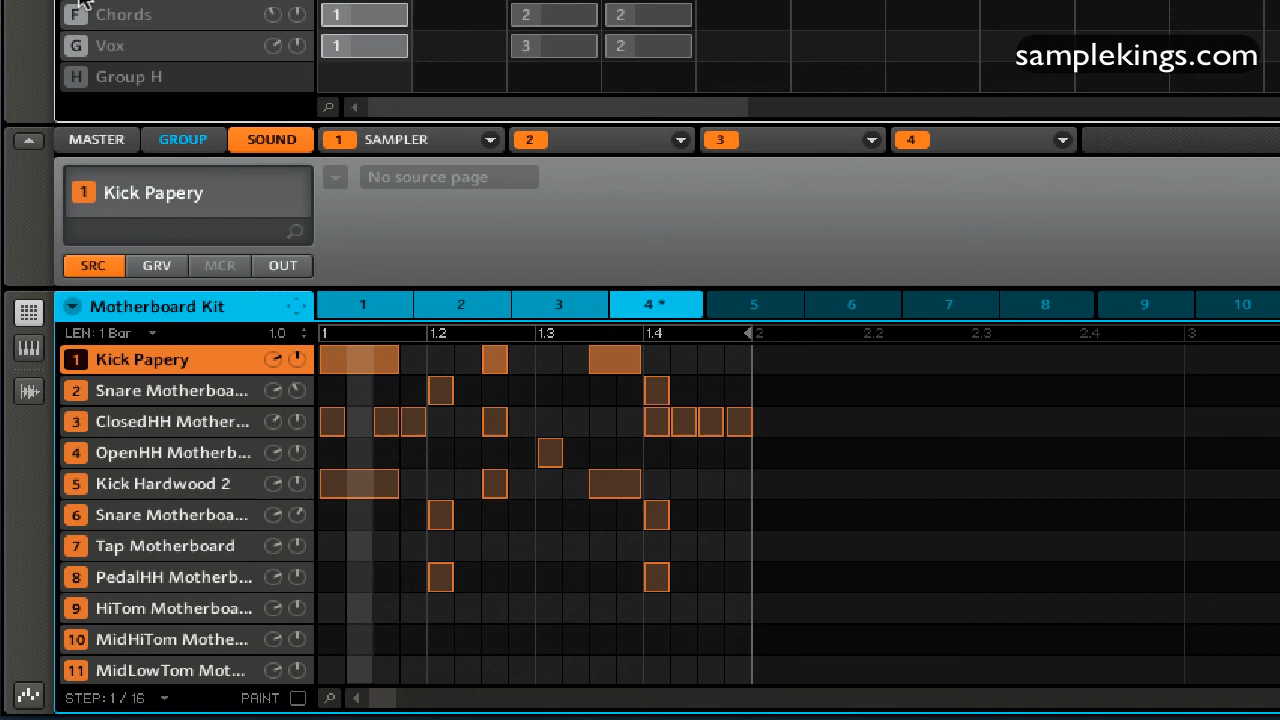 F Chords 1 2 2
G Vox 1 3 2
samplekings.com
H Group H
MASTER GROUP SOUND 1 SAMPLER 2 3 4
1 Kick Papery
No source page
SRC GRV MCR OUT
Motherboard Kit 1 2 3 4 * 5 6 7 8 9 10
LEN: 1 Bar 1.0 1 1.2 1.3 1.4 2 2.2 2.3 2.4 3
1 Kick Papery
2 Snare Motherboa...
3 ClosedHH Mother...
4 OpenHH Motherb...
5 Kick Hardwood 2
6 Snare Motherboa...
7 Tap Motherboard
8 PedalHH Motherb...
9 HiTom Motherboa...
10 MidHiTom Mothe...
11 MidLowTom Mot...
STEP: 1 / 16 PAINT